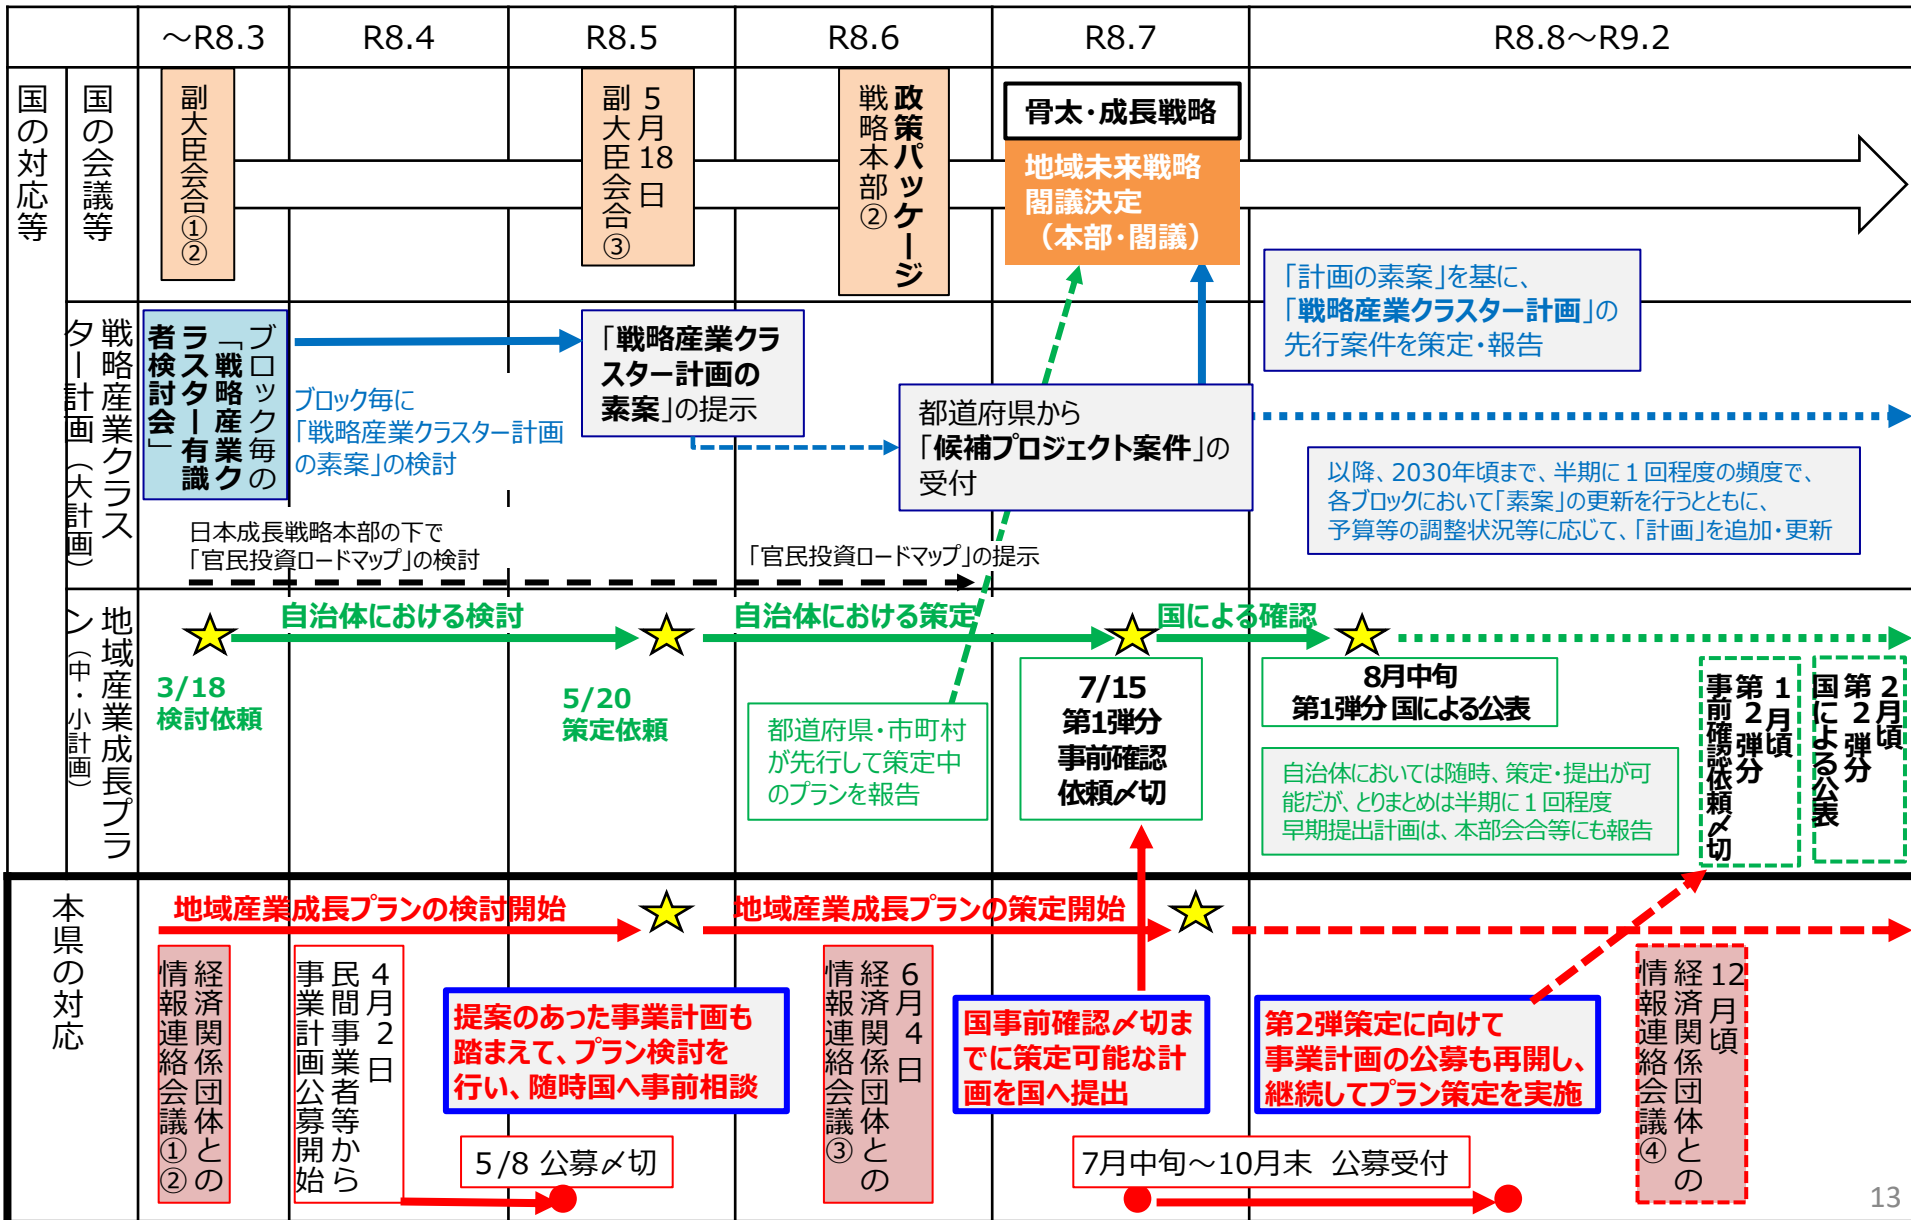 ～R8.3
R8.4
R8.5
R8.6
R8.7
R8.8～R9.2
国の対応等
国の会議等
副大臣会合①②
5月18日
副大臣会合③
政策パッケージ
戦略本部②
骨太・成長戦略
地域未来戦略
閣議決定
（本部・閣議）
戦略産業クラス
ター計画（大計画）
ブロック毎の
「戦略産業ク
ラスター有識
者検討会」
ブロック毎に
「戦略産業クラスター計画
の素案」の検討
「戦略産業クラ
スター計画の
素案」の提示
都道府県から
「候補プロジェクト案件」の
受付
「計画の素案」を基に、
「戦略産業クラスター計画」の
先行案件を策定・報告
以降、2030年頃まで、半期に１回程度の頻度で、
各ブロックにおいて「素案」の更新を行うとともに、
予算等の調整状況等に応じて、「計画」を追加・更新
日本成長戦略本部の下で
「官民投資ロードマップ」の検討
「官民投資ロードマップ」の提示
地域産業成長プラ
ン（中・小計画）
自治体における検討
自治体における策定
国による確認
3/18
検討依頼
5/20
策定依頼
都道府県・市町村
が先行して策定中
のプランを報告
7/15
第1弾分
事前確認
依頼〆切
8月中旬
第1弾分 国による公表
自治体においては随時、策定・提出が可
能だが、とりまとめは半期に１回程度
早期提出計画は、本部会合等にも報告
1月頃
第２弾分
事前確認依頼〆切
2月頃
第２弾分
国による公表
本県の対応
地域産業成長プランの検討開始
地域産業成長プランの策定開始
経済関係団体との
情報連絡会議①②
4月2日
民間事業者等から
事業計画公募開始
提案のあった事業計画も
踏まえて、プラン検討を
行い、随時国へ事前相談
5/8 公募〆切
6月4日
経済関係団体との
情報連絡会議③
国事前確認〆切ま
でに策定可能な計
画を国へ提出
7月中旬～10月末 公募受付
第2弾策定に向けて
事業計画の公募も再開し、
継続してプラン策定を実施
12月頃
経済関係団体との
情報連絡会議④
13